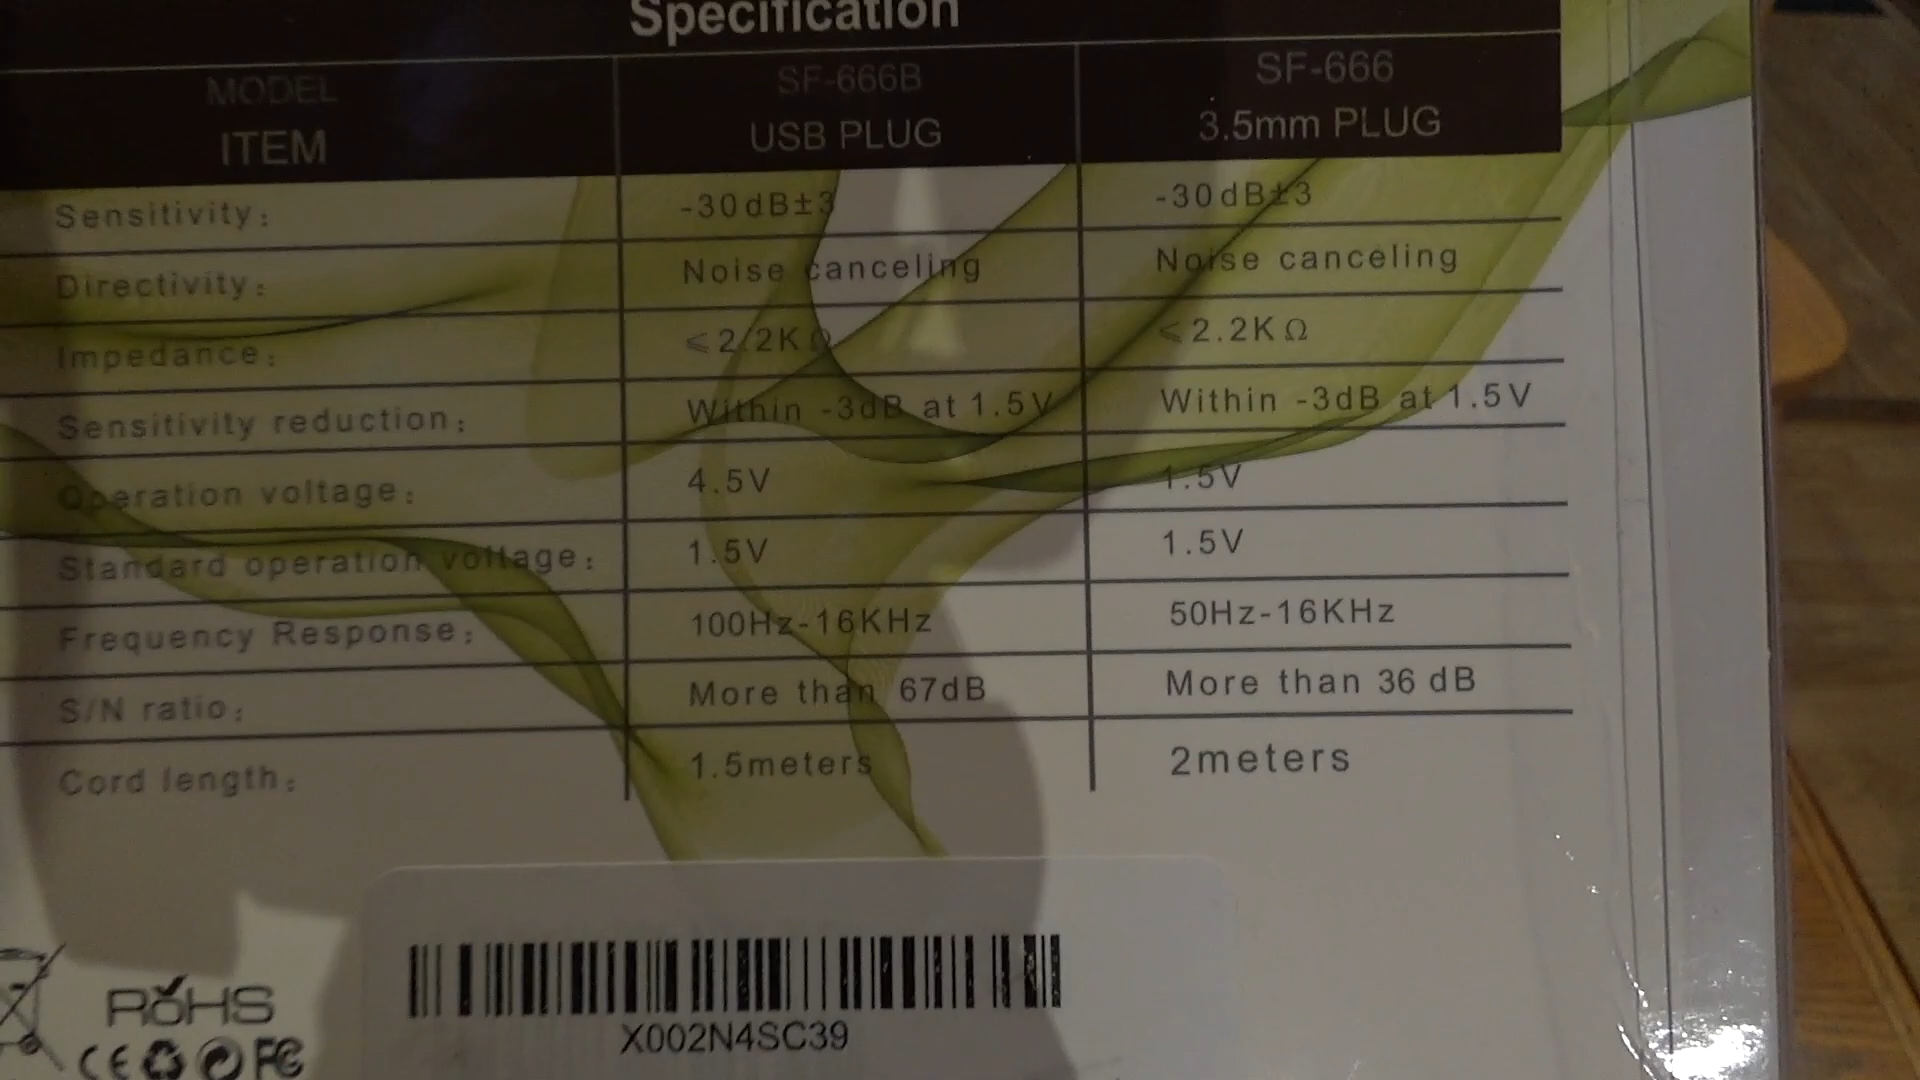 Specification
MODEL SF-666B SF-666
ITEM USB PLUG 3.5mm PLUG
Sensitivity: -30dB±3 -30dB±3
Directivity: Noise canceling Noise canceling
Impedance: ⩽2.2KΩ ⩽2.2KΩ
Sensitivity reduction: Within -3dB at 1.5V Within -3dB at 1.5V
Operation voltage: 4.5V 1.5V
Standard operation voltage: 1.5V 1.5V
Frequency Response: 100Hz-16KHz 50Hz-16KHz
S/N ratio: More than 67dB More than 36 dB
Cord length: 1.5meters 2meters
RoHS
CE FC
X002N4SC39